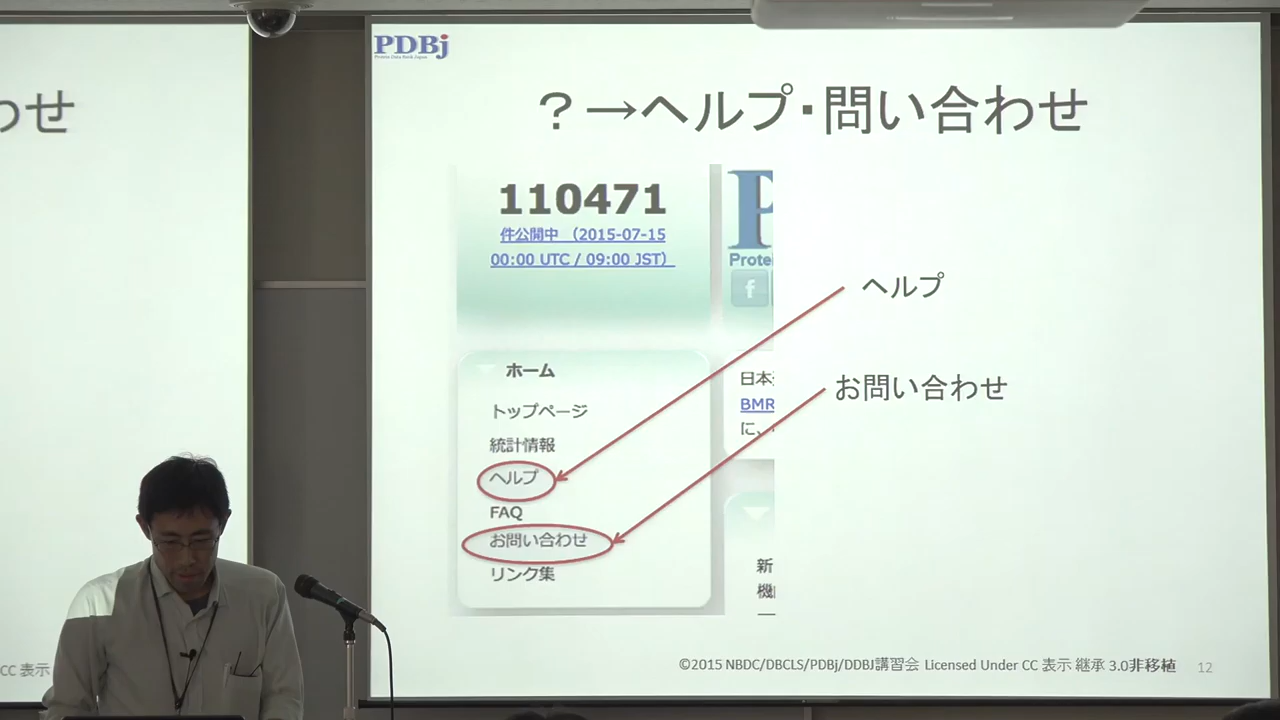 わせ
PDBj
Protein Data Bank Japan
？→ヘルプ・問い合わせ
110471
件公開中 （2015-07-15
00:00 UTC / 09:00 JST）
P
Prote
f
ヘルプ
ホーム
トップページ
統計情報
ヘルプ
FAQ
お問い合わせ
リンク集
日本
BMR
に、
お問い合わせ
新
機
©2015 NBDC/DBCLS/PDBj/DDBJ講習会 Licensed Under CC 表示 継承 3.0非移植
12
CC 表示